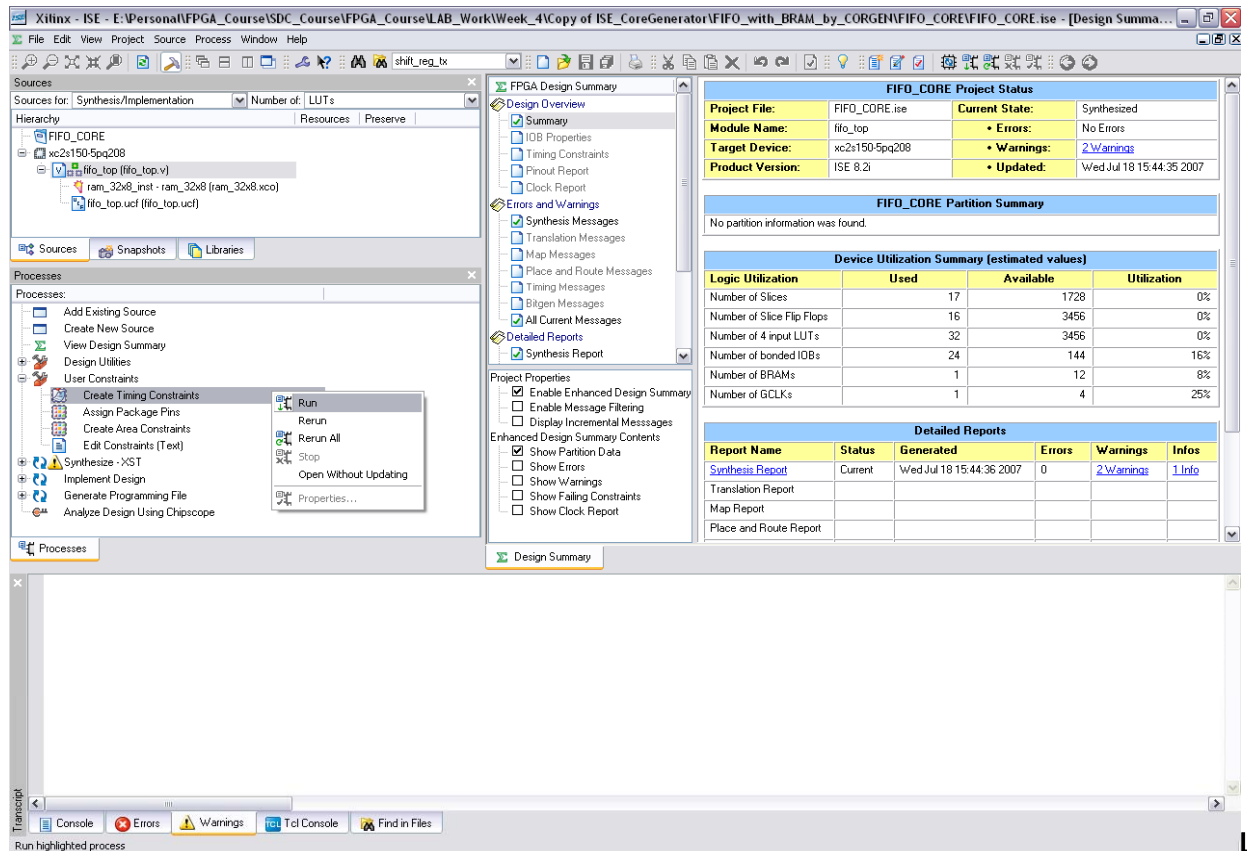 Xilinx - ISE - E:\Personal\FPGA_Course\SDC_Course\FPGA_Course\LAB_Work\Week_4\Copy of ISE_CoreGenerator\FIFO_with_BRAM_by_CORGEN\FIFO_CORE\FIFO_CORE.ise - [Design Summa...
File Edit View Project Source Process Window Help
shift_reg_tx
Sources
Sources for: Synthesis/Implementation Number of: LUTs
Hierarchy Resources Preserve
FIFO_CORE
xc2s150-5pq208
fifo_top (fifo_top.v)
ram_32x8_inst - ram_32x8 (ram_32x8.xco)
fifo_top.ucf (fifo_top.ucf)
Sources Snapshots Libraries
Processes
Processes:
Add Existing Source
Create New Source
View Design Summary
Design Utilities
User Constraints
Create Timing Constraints
Assign Package Pins
Create Area Constraints
Edit Constraints (Text)
Synthesize - XST
Implement Design
Generate Programming File
Analyze Design Using Chipscope
Run
Rerun
Rerun All
Stop
Open Without Updating
Properties...
Processes
FPGA Design Summary
Design Overview
Summary
IOB Properties
Timing Constraints
Pinout Report
Clock Report
Errors and Warnings
Synthesis Messages
Translation Messages
Map Messages
Place and Route Messages
Timing Messages
Bitgen Messages
All Current Messages
Detailed Reports
Synthesis Report
Project Properties
Enable Enhanced Design Summary
Enable Message Filtering
Display Incremental Messsages
Enhanced Design Summary Contents
Show Partition Data
Show Errors
Show Warnings
Show Failing Constraints
Show Clock Report
Design Summary
FIFO_CORE Project Status
Project File: FIFO_CORE.ise Current State: Synthesized
Module Name: fifo_top • Errors: No Errors
Target Device: xc2s150-5pq208 • Warnings: 2 Warnings
Product Version: ISE 8.2i • Updated: Wed Jul 18 15:44:35 2007
FIFO_CORE Partition Summary
No partition information was found.
Device Utilization Summary (estimated values)
Logic Utilization Used Available Utilization
Number of Slices 17 1728 0%
Number of Slice Flip Flops 16 3456 0%
Number of 4 input LUTs 32 3456 0%
Number of bonded IOBs 24 144 16%
Number of BRAMs 1 12 8%
Number of GCLKs 1 4 25%
Detailed Reports
Report Name Status Generated Errors Warnings Infos
Synthesis Report Current Wed Jul 18 15:44:36 2007 0 2 Warnings 1 Info
Translation Report
Map Report
Place and Route Report
Transcript
Console Errors Warnings Tcl Console Find in Files
Run highlighted process